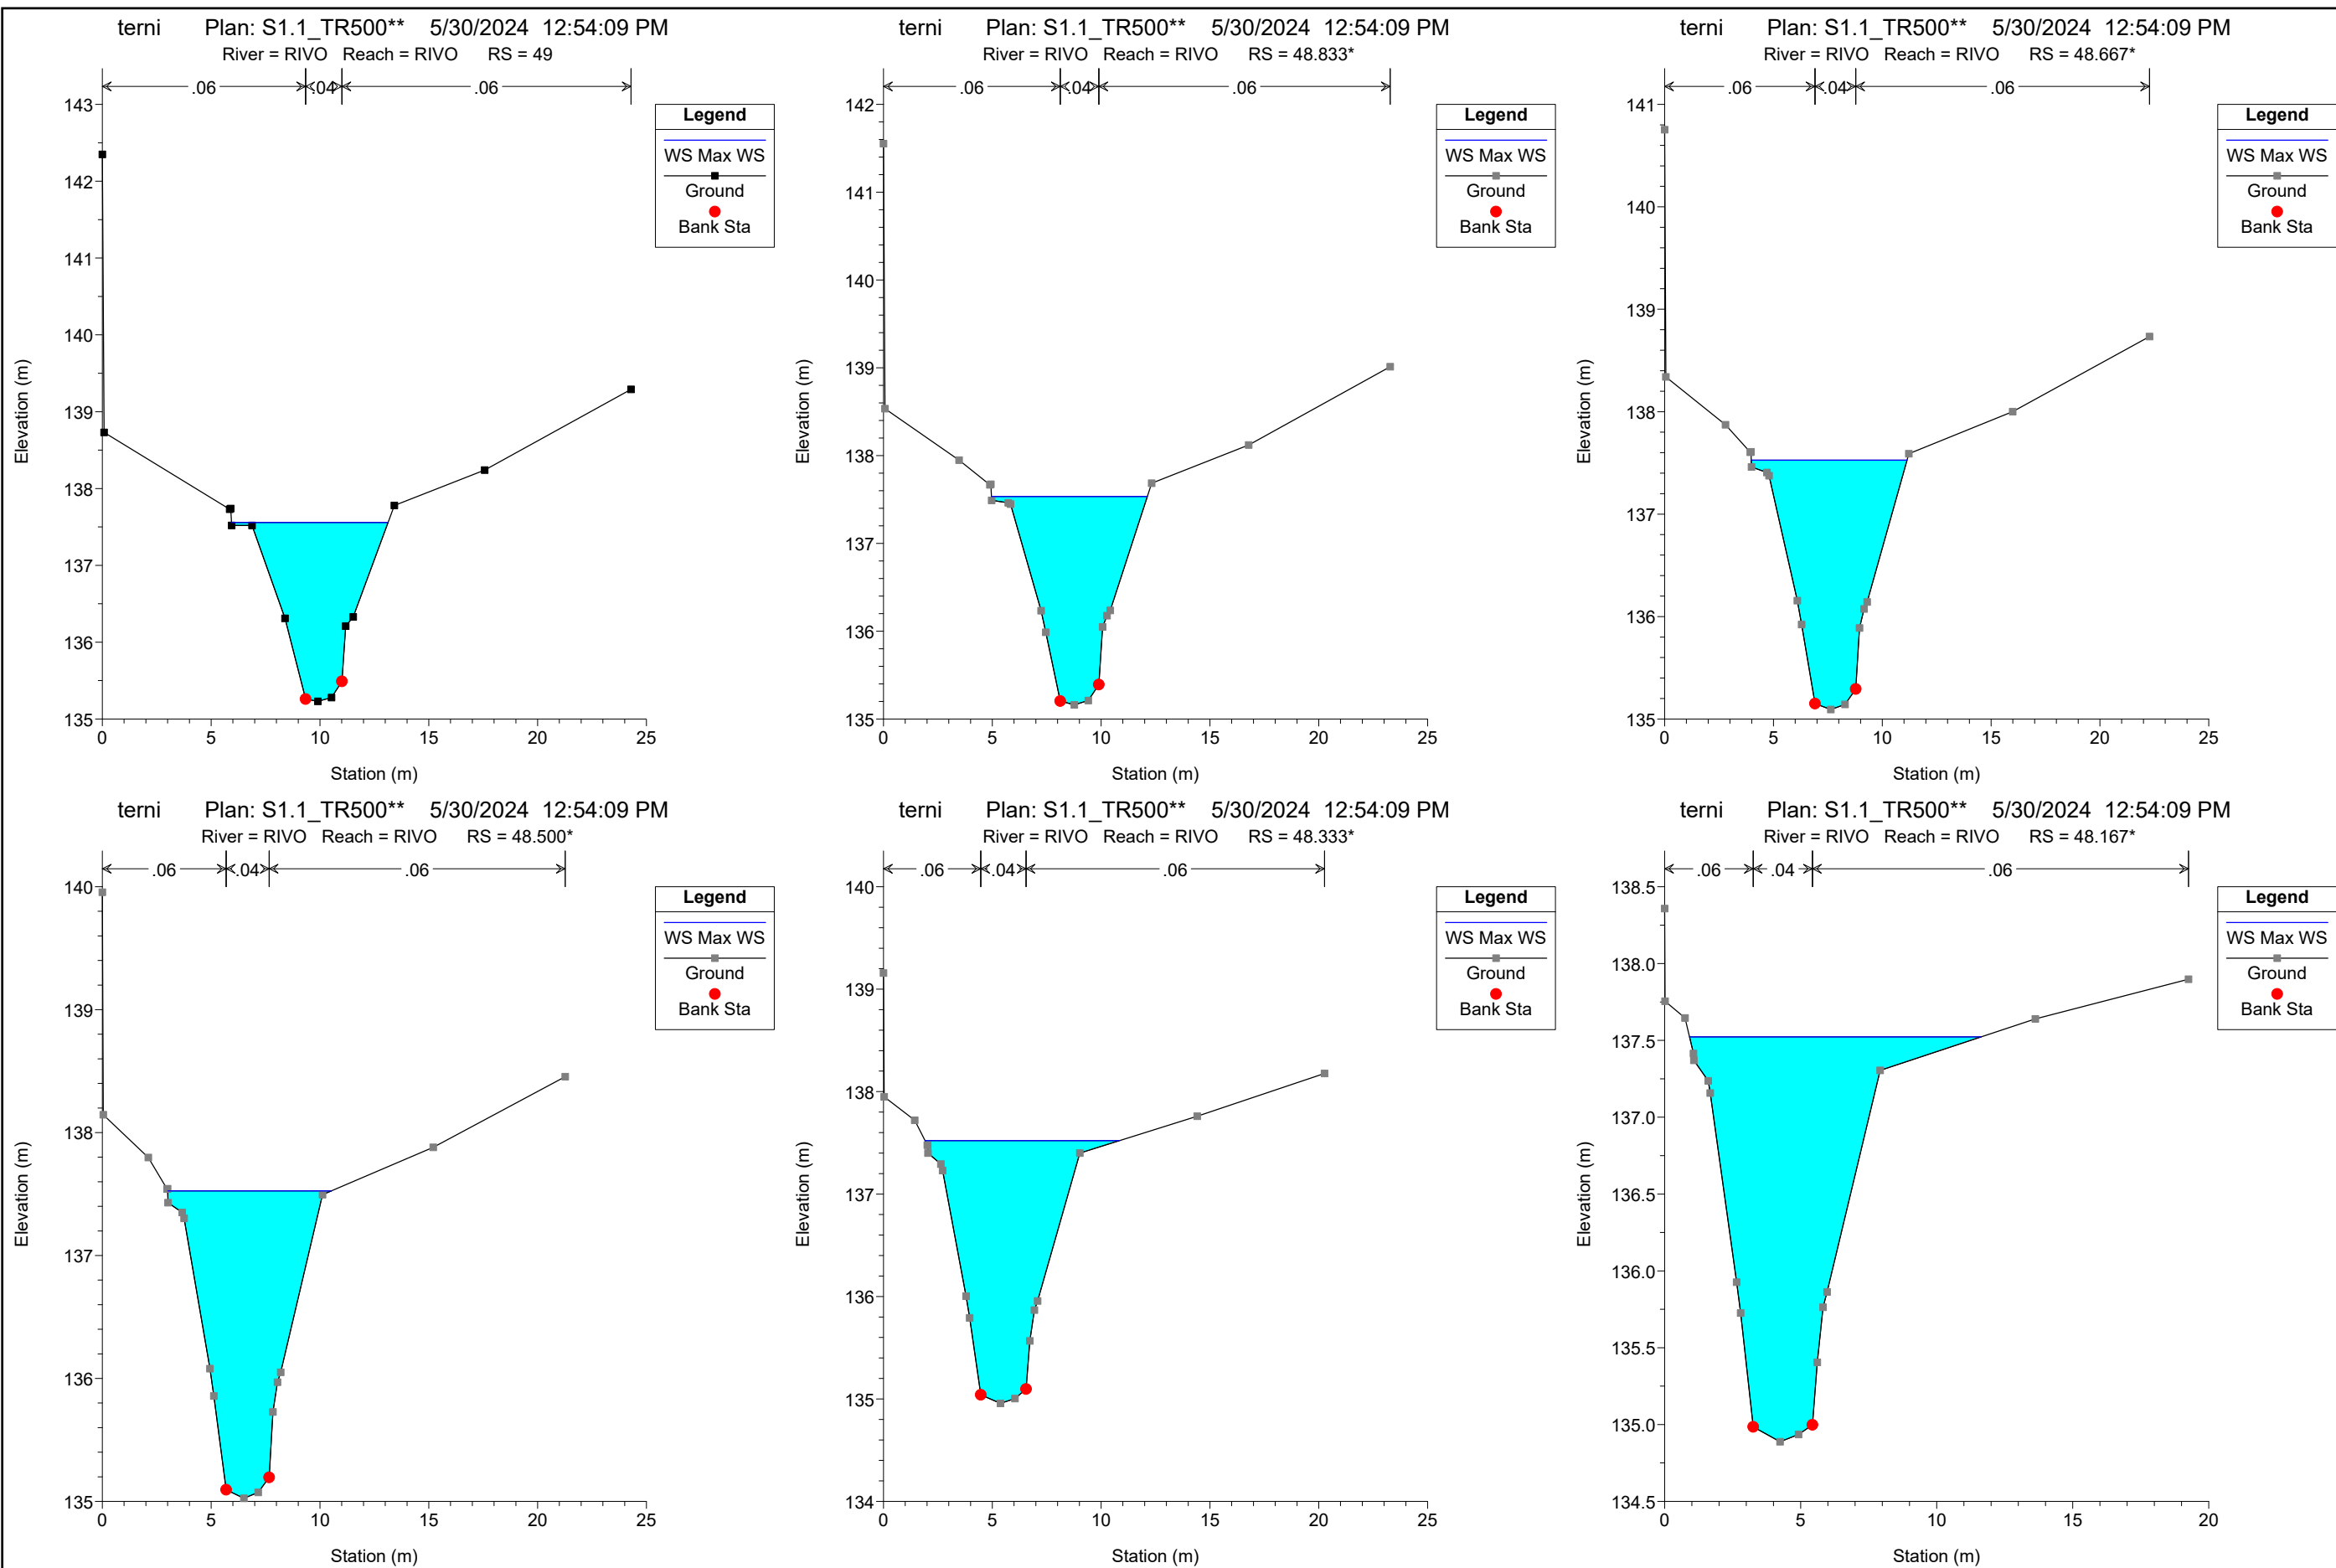 terni Plan: S1.1_TR500** 5/30/2024 12:54:09 PM
River = RIVO Reach = RIVO RS = 49
.06 .04 .06
Legend
WS Max WS
Ground
Bank Sta
143
142
141
140
139
138
137
136
135
Elevation (m)
0 5 10 15 20 25
Station (m)
terni Plan: S1.1_TR500** 5/30/2024 12:54:09 PM
River = RIVO Reach = RIVO RS = 48.833*
.06 .04 .06
Legend
WS Max WS
Ground
Bank Sta
142
141
140
139
138
137
136
135
Elevation (m)
0 5 10 15 20 25
Station (m)
terni Plan: S1.1_TR500** 5/30/2024 12:54:09 PM
River = RIVO Reach = RIVO RS = 48.667*
.06 .04 .06
Legend
WS Max WS
Ground
Bank Sta
141
140
139
138
137
136
135
Elevation (m)
0 5 10 15 20 25
Station (m)
terni Plan: S1.1_TR500** 5/30/2024 12:54:09 PM
River = RIVO Reach = RIVO RS = 48.500*
.06 .04 .06
Legend
WS Max WS
Ground
Bank Sta
140
139
138
137
136
135
Elevation (m)
0 5 10 15 20 25
Station (m)
terni Plan: S1.1_TR500** 5/30/2024 12:54:09 PM
River = RIVO Reach = RIVO RS = 48.333*
.06 .04 .06
Legend
WS Max WS
Ground
Bank Sta
140
139
138
137
136
135
134
Elevation (m)
0 5 10 15 20 25
Station (m)
terni Plan: S1.1_TR500** 5/30/2024 12:54:09 PM
River = RIVO Reach = RIVO RS = 48.167*
.06 .04 .06
Legend
WS Max WS
Ground
Bank Sta
138.5
138.0
137.5
137.0
136.5
136.0
135.5
135.0
134.5
Elevation (m)
0 5 10 15 20
Station (m)